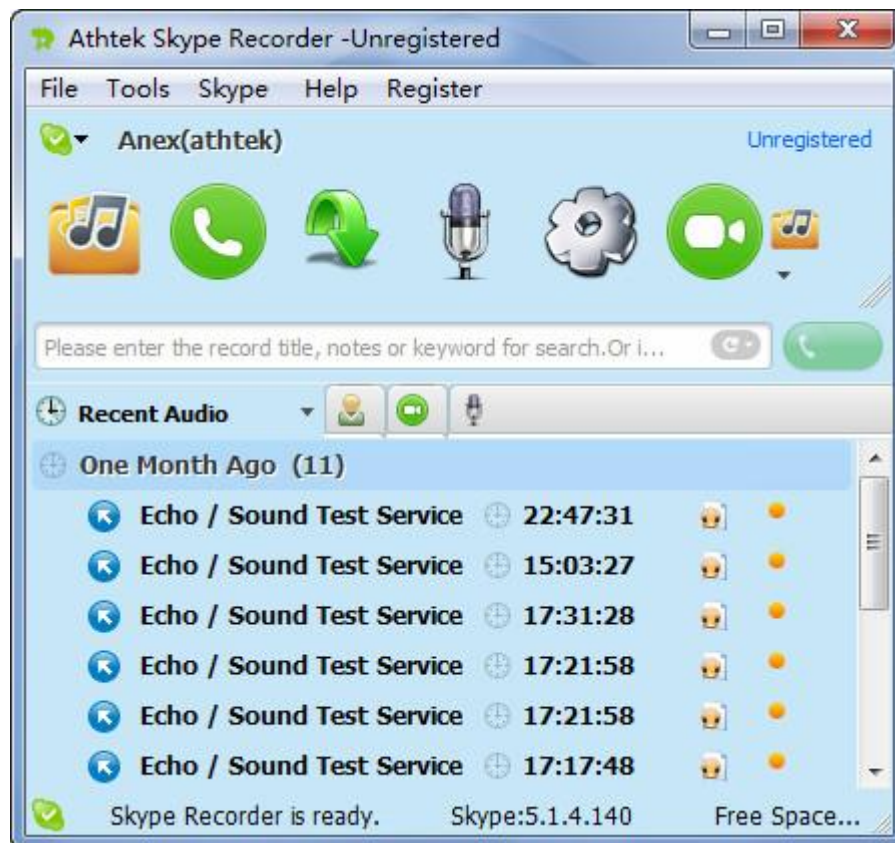 Athtek Skype Recorder -Unregistered
File Tools Skype Help Register
Anex(athtek) Unregistered
Please enter the record title, notes or keyword for search.Or i...
Recent Audio
One Month Ago (11)
Echo / Sound Test Service 22:47:31
Echo / Sound Test Service 15:03:27
Echo / Sound Test Service 17:31:28
Echo / Sound Test Service 17:21:58
Echo / Sound Test Service 17:21:58
Echo / Sound Test Service 17:17:48
Skype Recorder is ready. Skype:5.1.4.140 Free Space...